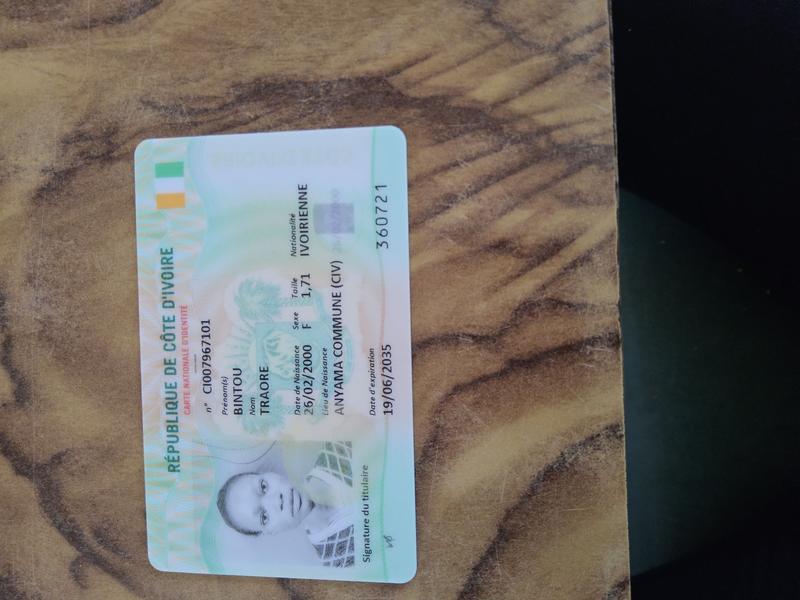 RÉPUBLIQUE DE CÔTE D'IVOIRE
CARTE NATIONALE D'IDENTITÉ
n° CI007967101
Prénom(s)
BINTOU
Nom
TRAORE
Date de Naissance Sexe Taille Nationalité
26/02/2000 F 1,71 IVOIRIENNE
Lieu de Naissance
ANYAMA COMMUNE (CIV)
Date d'expiration
19/06/2035
360721
Signature du titulaire